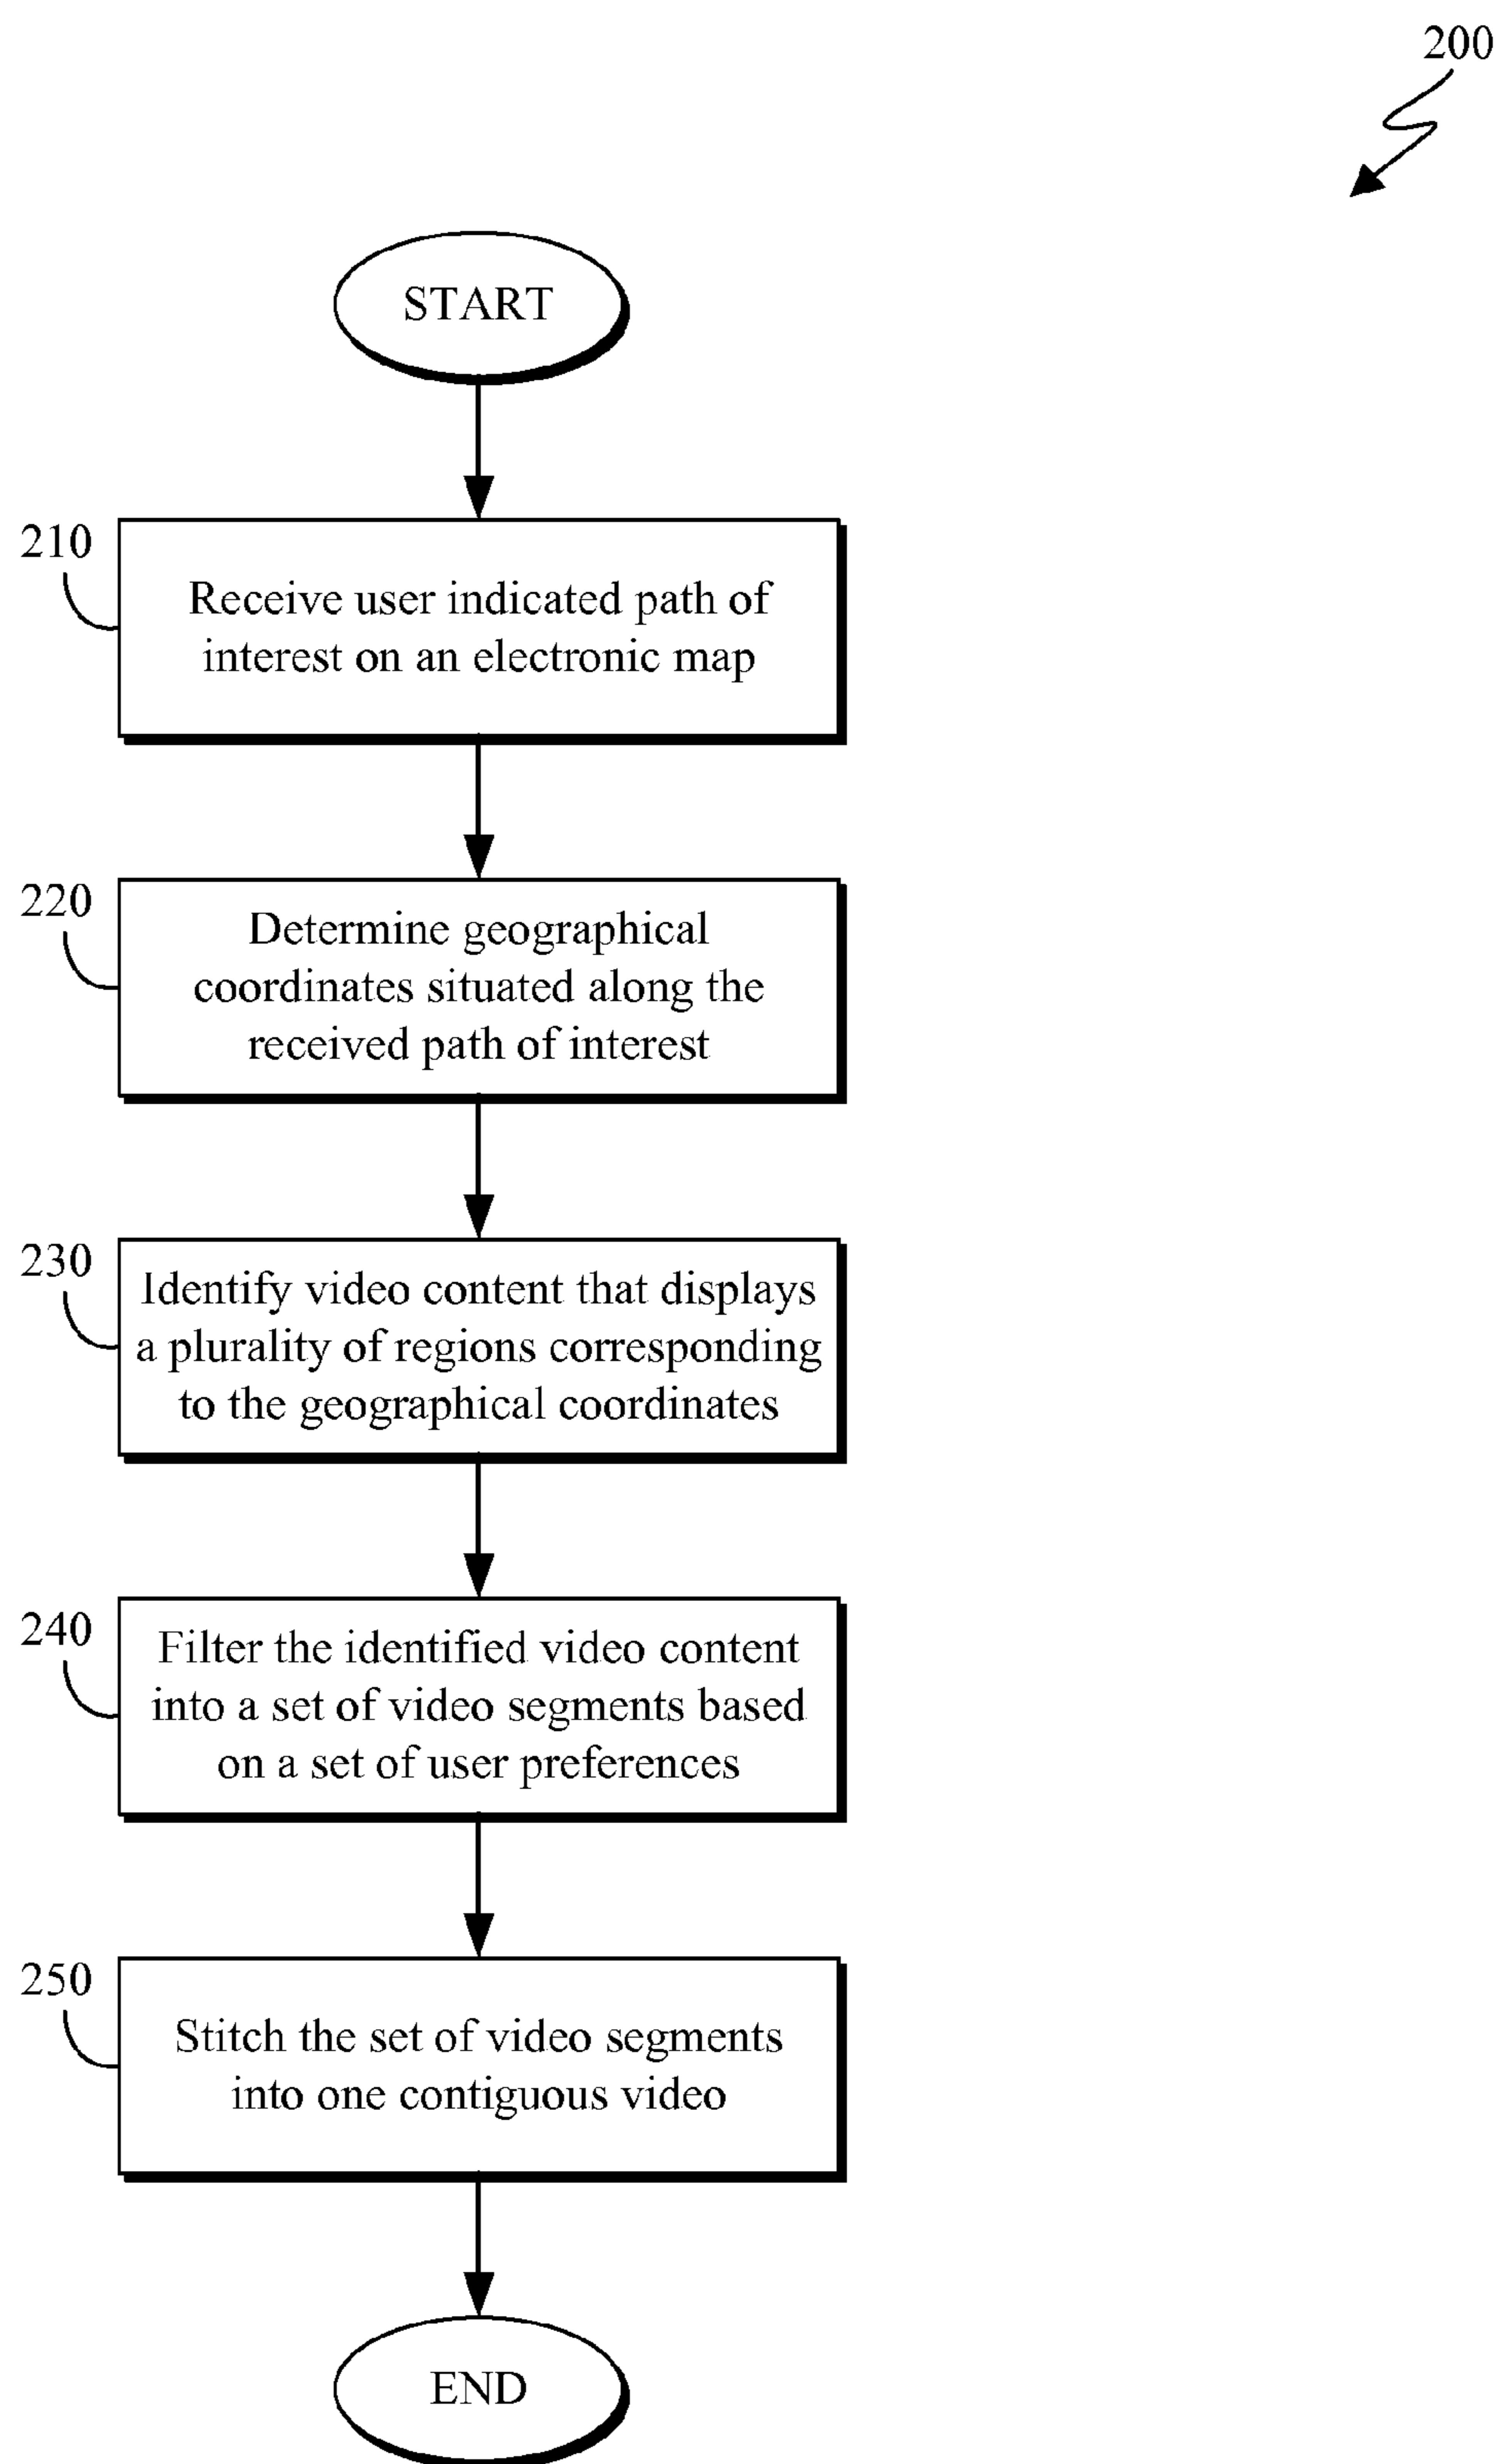 200
START
210
Receive user indicated path of
interest on an electronic map
220
Determine geographical
coordinates situated along the
received path of interest
230
Identify video content that displays
a plurality of regions corresponding
to the geographical coordinates
240
Filter the identified video content
into a set of video segments based
on a set of user preferences
250
Stitch the set of video segments
into one contiguous video
END